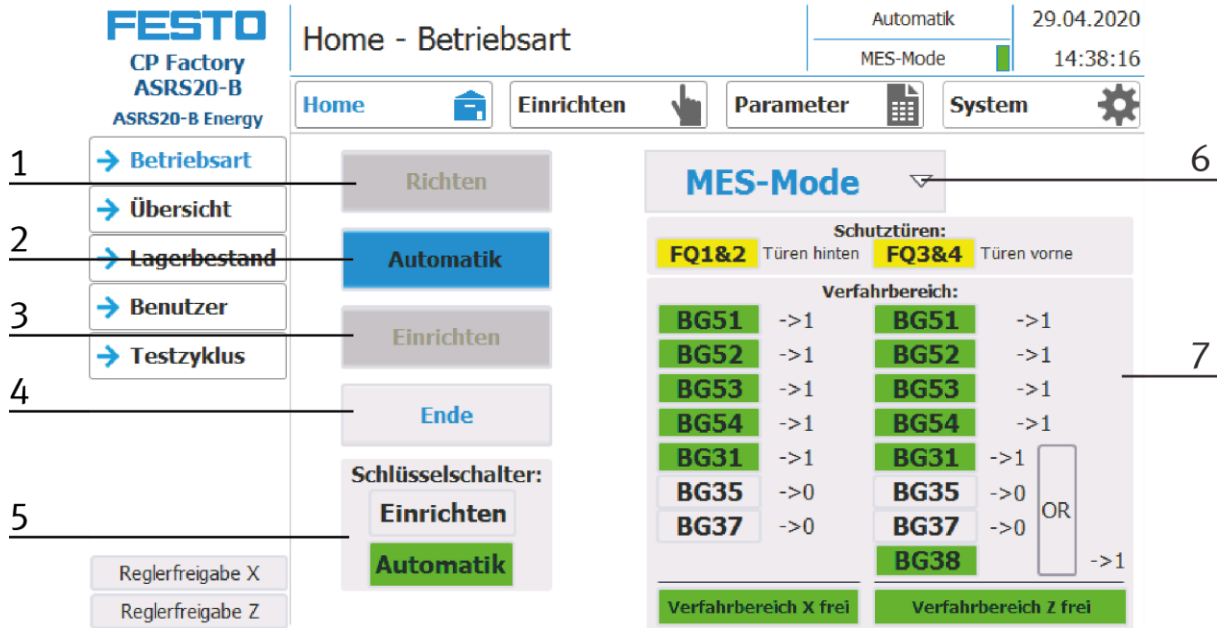 FESTO
CP Factory
ASRS20-B
ASRS20-B Energy
Home - Betriebsart
Automatik
29.04.2020
MES-Mode
14:38:16
Home
Einrichten
Parameter
System
Betriebsart
Übersicht
Lagerbestand
Benutzer
Testzyklus
Reglerfreigabe X
Reglerfreigabe Z
1
2
3
4
5
Richten
Automatik
Einrichten
Ende
Schlüsselschalter:
Einrichten
Automatik
MES-Mode
6
Schutztüren:
FQ1&2 Türen hinten FQ3&4 Türen vorne
Verfahrbereich:
BG51 ->1 BG51 ->1
BG52 ->1 BG52 ->1
BG53 ->1 BG53 ->1
BG54 ->1 BG54 ->1
BG31 ->1 BG31 ->1
BG35 ->0 BG35 ->0
BG37 ->0 BG37 ->0
OR
BG38 ->1
Verfahrbereich X frei Verfahrbereich Z frei
7